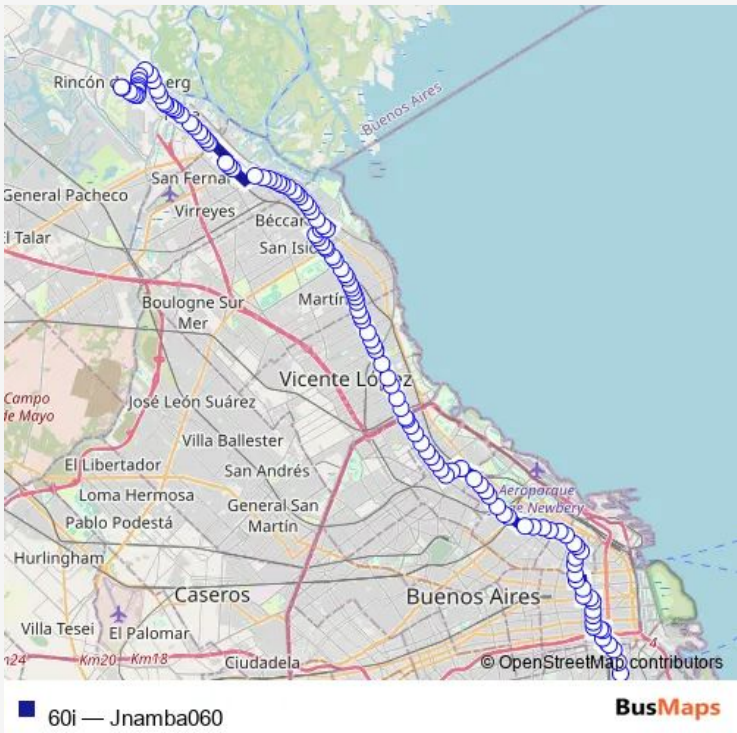 Rincón d
erg
Buenos Aires
San Fernan
General Pacheco
Virreyes
El Talar
Béccar
San Isid
Boulogne Sur
Mer
Martín
Vicente López
Campo
de Mayo
José León Suárez
Villa Ballester
El Libertador
San Andrés
Loma Hermosa
Aeroparque
e Newbery
General San
Martín
Pablo Podestá
Hurlingham
Caseros
Buenos Aires
Villa Tesei
El Palomar
4
Km20
Km18
Ciudadela
© OpenStreetMap contributors
60i — Jnamba060
BusMaps